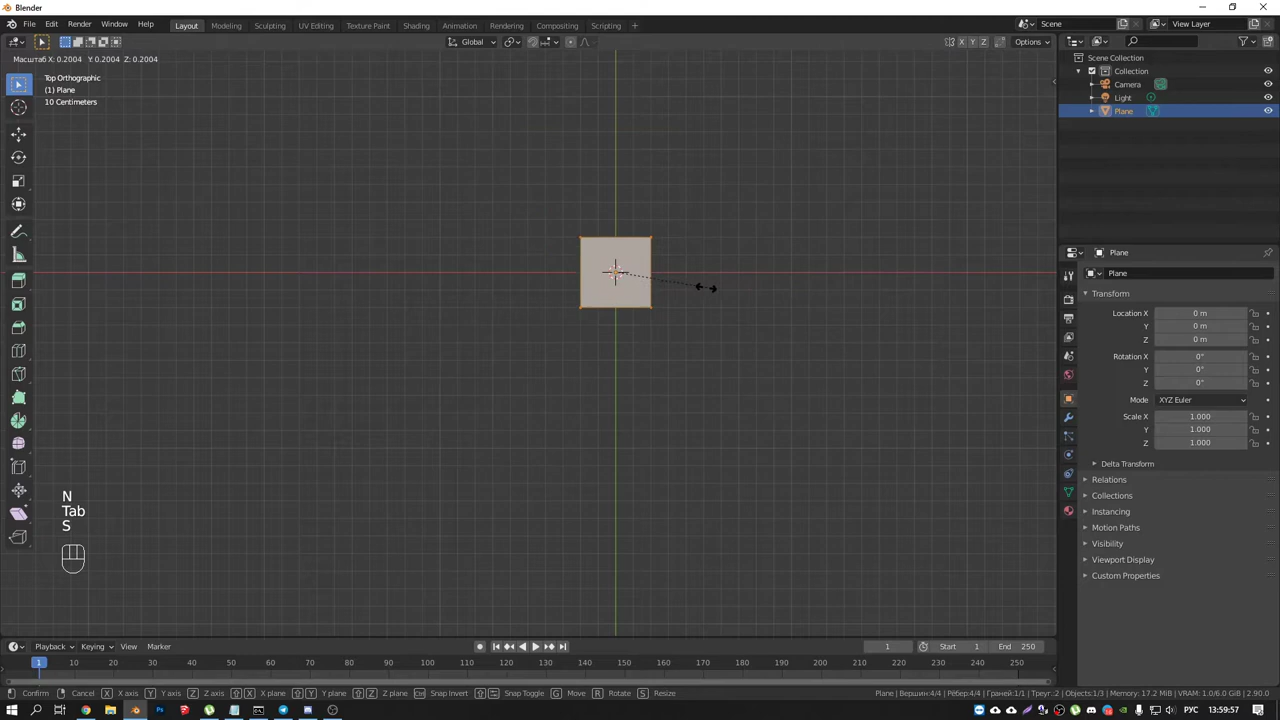 Blender
File Edit Render Window Help
Layout Modeling Sculpting UV Editing Texture Paint Shading Animation Rendering Compositing Scripting +
Scene
View Layer
Global
X Y Z
Options
Масштаб X: 0.2004 Y: 0.2004 Z: 0.2004
Top Orthographic
(1) Plane
10 Centimeters
N
Tab
S
Scene Collection
Collection
Camera
Light
Plane
Plane
Plane
Transform
Location X 0 m
Y 0 m
Z 0 m
Rotation X 0°
Y 0°
Z 0°
Mode XYZ Euler
Scale X 1.000
Y 1.000
Z 1.000
Delta Transform
Relations
Collections
Instancing
Motion Paths
Visibility
Viewport Display
Custom Properties
Playback Keying View Marker
1 Start 1 End 250
1 10 20 30 40 50 60 70 80 90 100 110 120 130 140 150 160 170 180 190 200 210 220 230 240 250
Confirm Cancel X X axis Y Y axis Z Z axis X X plane Y Y plane Z Z plane Snap Invert Snap Toggle G Move R Rotate S Resize
Plane | Вершин:4/4 | Рёбер:4/4 | Граней:1/1 | Треуг.:2 | Objects:1/3 | Memory: 17.2 MiB | VRAM: 1.0/6.0 GiB | 2.90.0
Ps
РУС 13:59:57